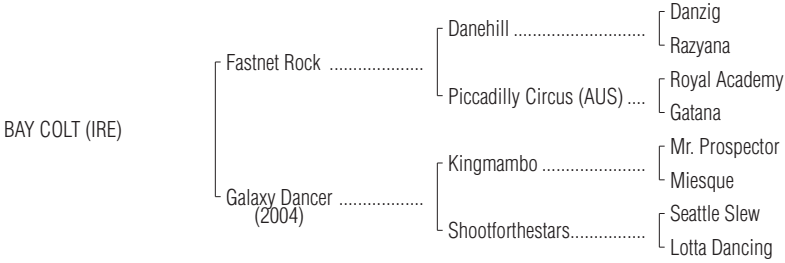 Danzig
Danehill ..........................
Razyana
Fastnet Rock ...................
Royal Academy
Piccadilly Circus (AUS) ....
Gatana
BAY COLT (IRE)
Mr. Prospector
Kingmambo .....................
Miesque
Galaxy Dancer .................
(2004)
Seattle Slew
Shootforthestars................
Lotta Dancing